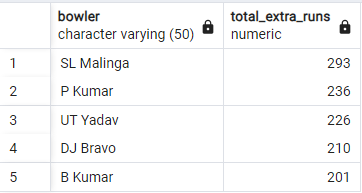 bowler total_extra_runs
character varying (50) numeric
1 SL Malinga 293
2 P Kumar 236
3 UT Yadav 226
4 DJ Bravo 210
5 B Kumar 201